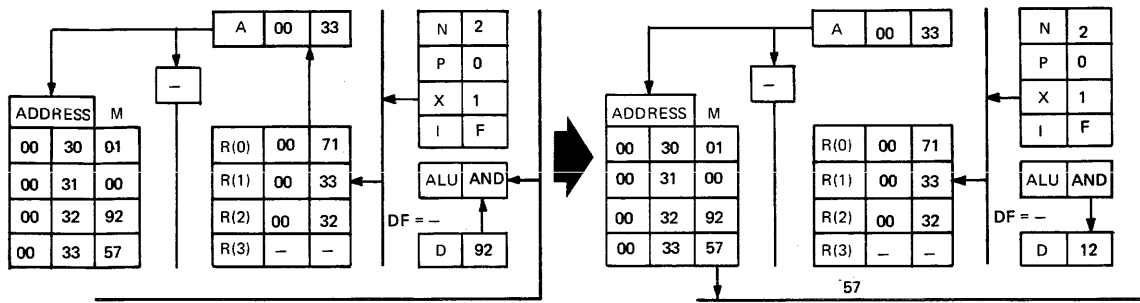 A 00 33
N 2
P 0
X 1
I F
–
ADDRESS M
00 30 01
00 31 00
00 32 92
00 33 57
R(0) 00 71
R(1) 00 33
R(2) 00 32
R(3) – –
ALU AND
DF = –
D 92
A 00 33
N 2
P 0
X 1
I F
–
ADDRESS M
00 30 01
00 31 00
00 32 92
00 33 57
R(0) 00 71
R(1) 00 33
R(2) 00 32
R(3) – –
ALU AND
DF = –
D 12
57